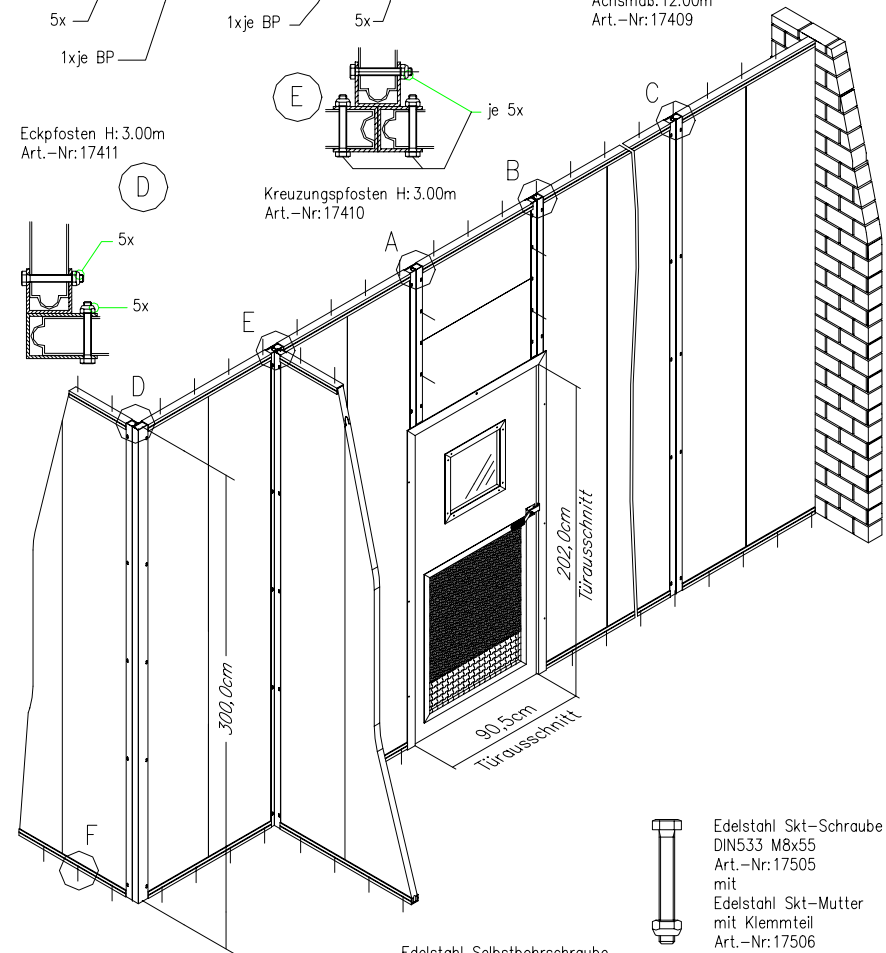 5x
1xje BP
1xje BP
5x
Achsmaß:12.00m
Art.-Nr:17409
E
je 5x
Eckpfosten H:3.00m
Art.-Nr:17411
D
Kreuzungspfosten H:3.00m
Art.-Nr:17410
5x
5x
C
B
A
E
D
202,0cm
Türausschnitt
300,0cm
90,5cm
Türausschnitt
F
Edelstahl Skt-Schraube
DIN533 M8x55
Art.-Nr:17505
mit
Edelstahl Skt-Mutter
mit Klemmteil
Art.-Nr:17506
Edelstahl Selbstbohrschraube